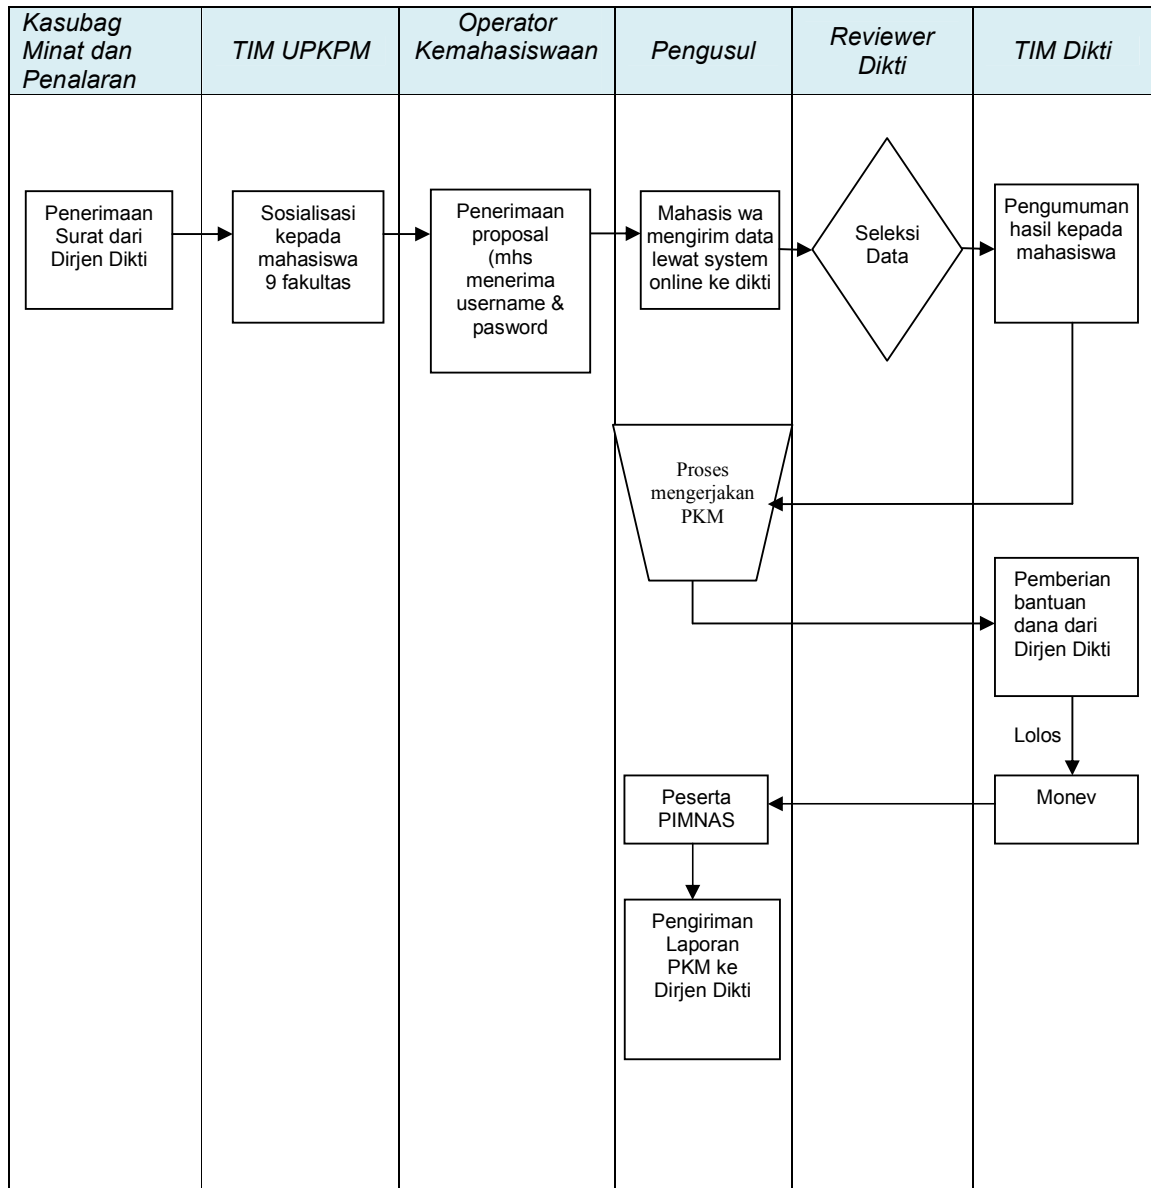 Kasubag
Minat dan
Penalaran
TIM UPKPM
Operator
Kemahasiswaan
Pengusul
Reviewer
Dikti
TIM Dikti
Penerimaan
Surat dari
Dirjen Dikti
Sosialisasi
kepada
mahasiswa
9 fakultas
Penerimaan
proposal
(mhs
menerima
username &
pasword
Mahasis wa
mengirim data
lewat system
online ke dikti
Seleksi
Data
Pengumuman
hasil kepada
mahasiswa
Proses
mengerjakan
PKM
Pemberian
bantuan
dana dari
Dirjen Dikti
Lolos
Monev
Peserta
PIMNAS
Pengiriman
Laporan
PKM ke
Dirjen Dikti